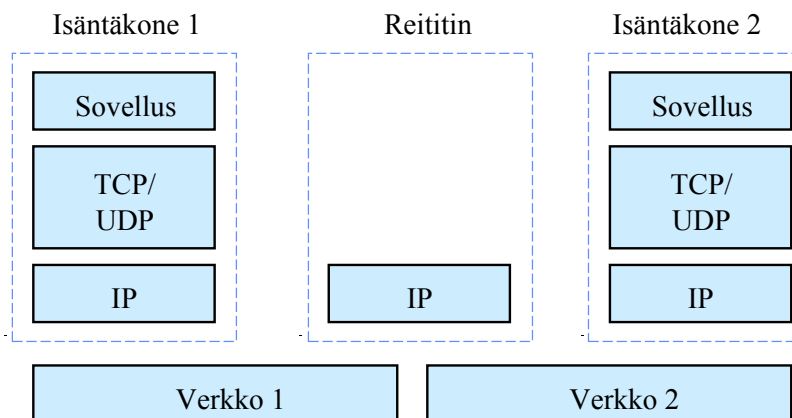 Isäntäkone 1
Reititin
Isäntäkone 2
Sovellus
Sovellus
TCP/
UDP
TCP/
UDP
IP
IP
IP
Verkko 1
Verkko 2